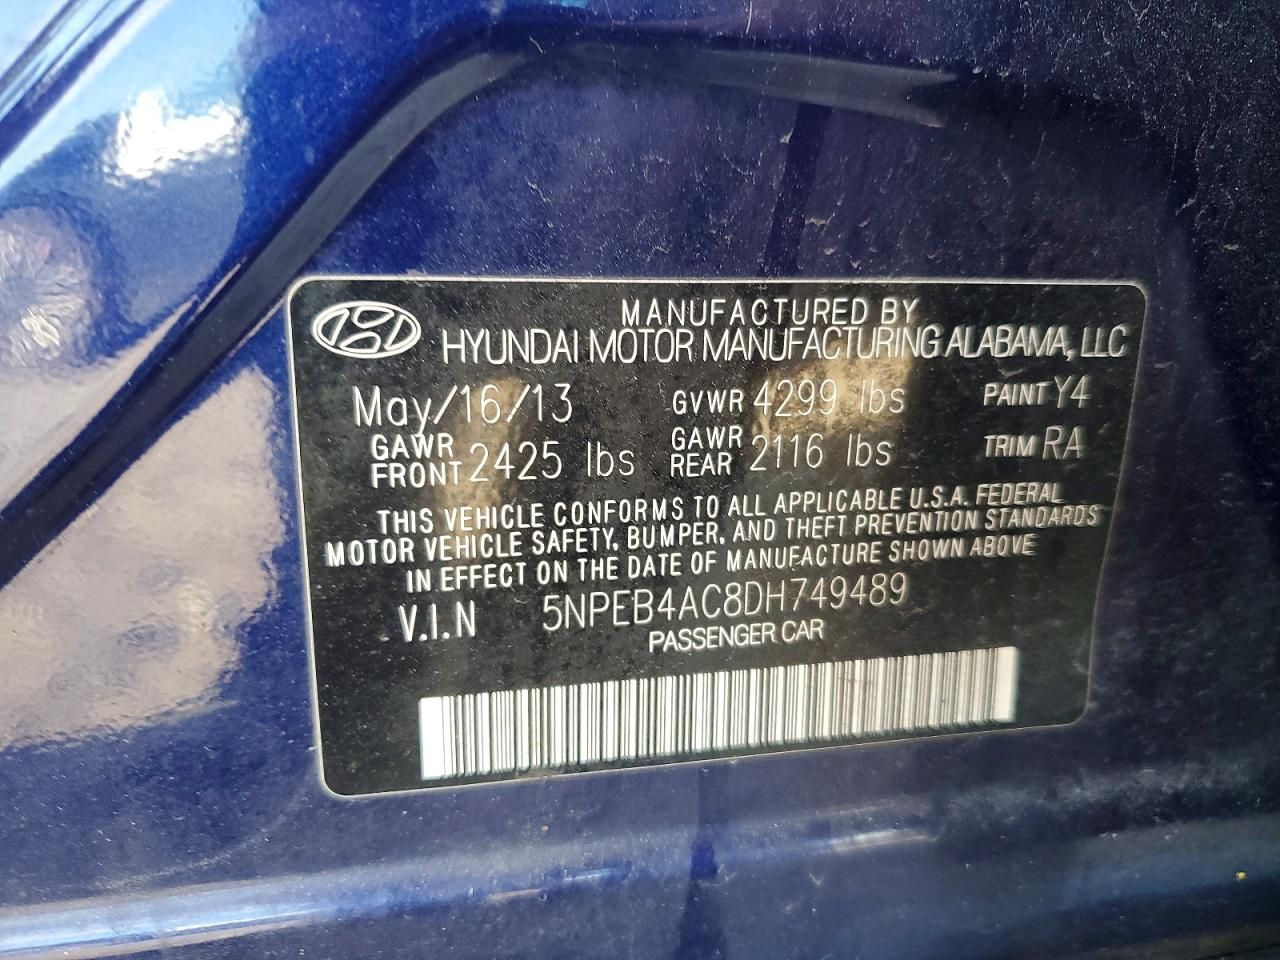 MANUFACTURED BY
HYUNDAI MOTOR MANUFACTURING ALABAMA, LLC
May/16/13 GVWR 4299 lbs PAINT Y4
GAWR FRONT 2425 lbs GAWR REAR 2116 lbs TRIM RA
THIS VEHICLE CONFORMS TO ALL APPLICABLE U.S.A. FEDERAL
MOTOR VEHICLE SAFETY, BUMPER, AND THEFT PREVENTION STANDARDS
IN EFFECT ON THE DATE OF MANUFACTURE SHOWN ABOVE
V.I.N 5NPEB4AC8DH749489
PASSENGER CAR